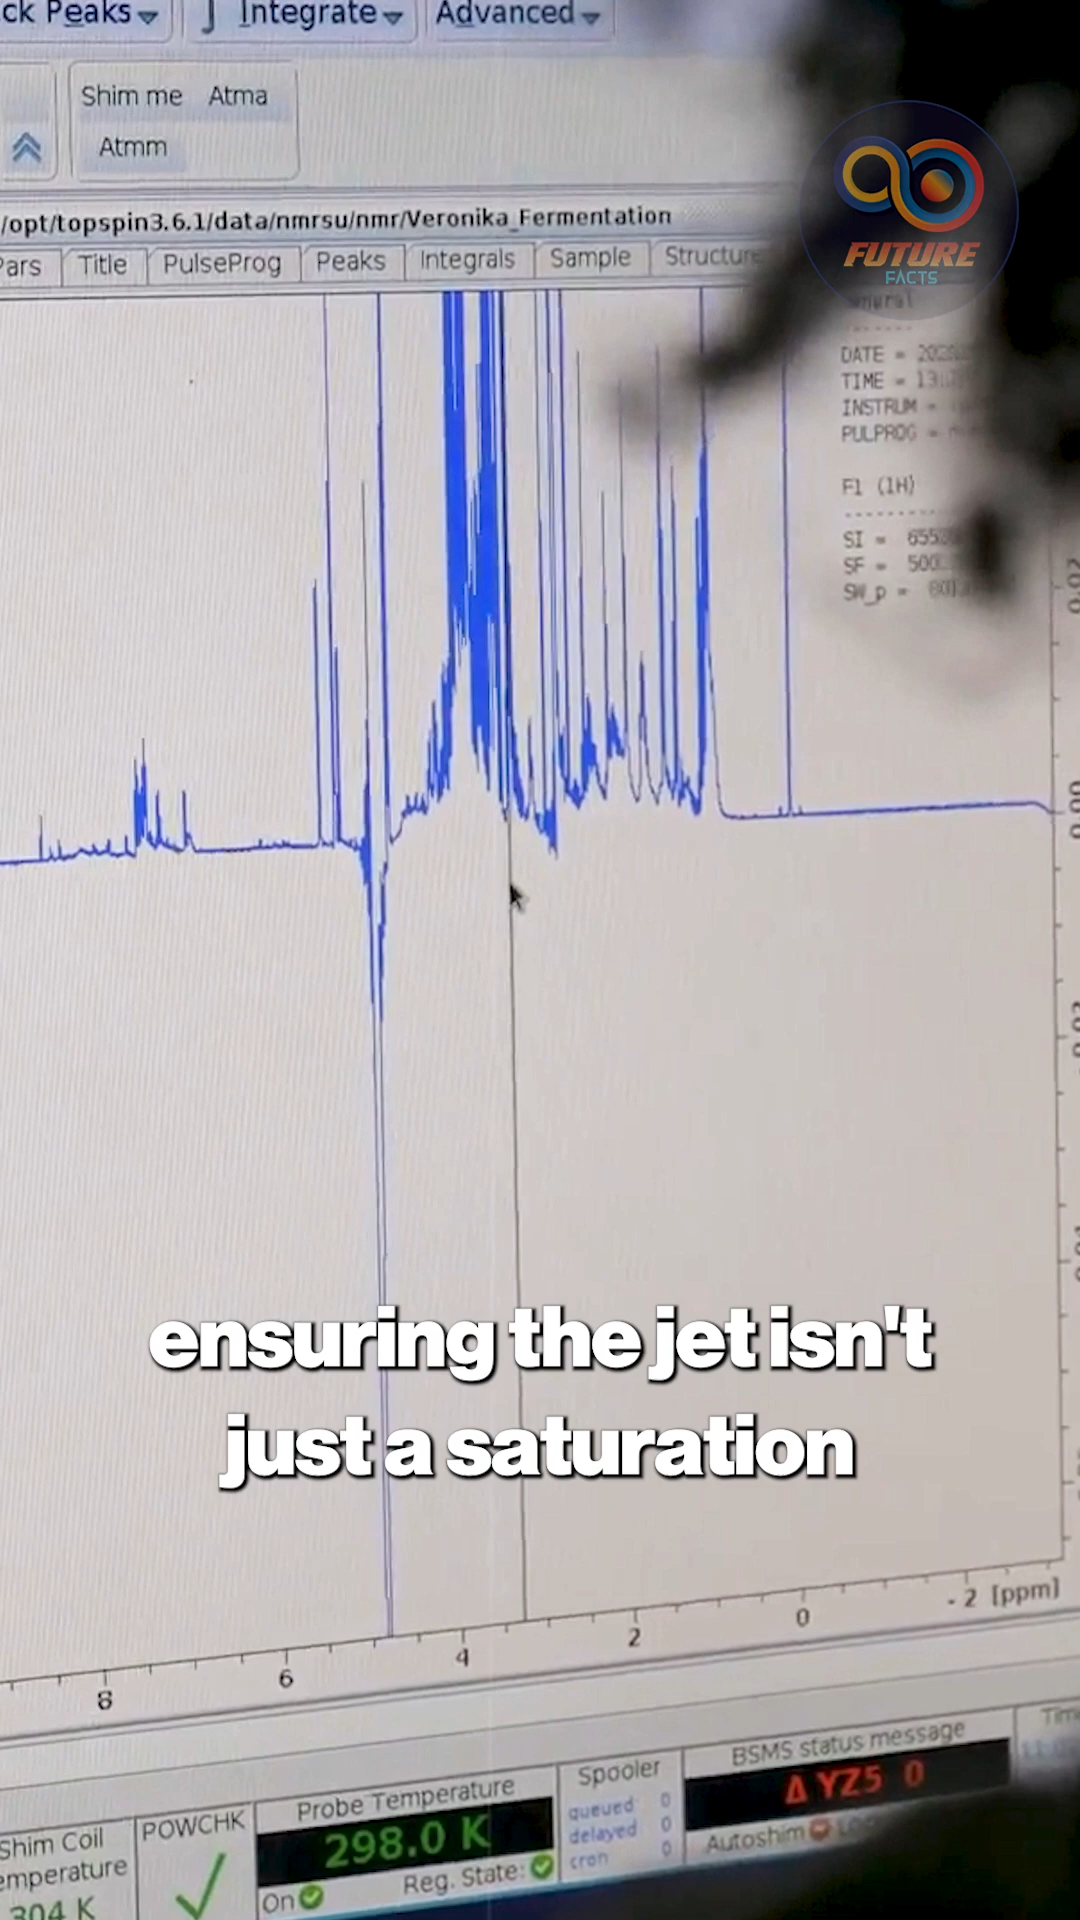 ck Peaks
Integrate
Advanced
Shim me Atma
Atmm
/opt/topspin3.6.1/data/nmrsu/nmr/Veronika_Fermentation
Pars Title PulseProg Peaks Integrals Sample Structure
FUTURE
FACTS
DATE =
TIME =
INSTRUM =
PULPROG =
F1 (1H)
SI =
SF =
SW_p =
ensuring the jet isn't
just a saturation
8 6 4 2 0 -2 [ppm]
Shim Coil
emperature
304 K
POWCHK
Probe Temperature
298.0 K
On Reg. State:
Spooler
queued 0
delayed 0
cron 0
BSMS status message
Δ YZ5 0
Autoshim